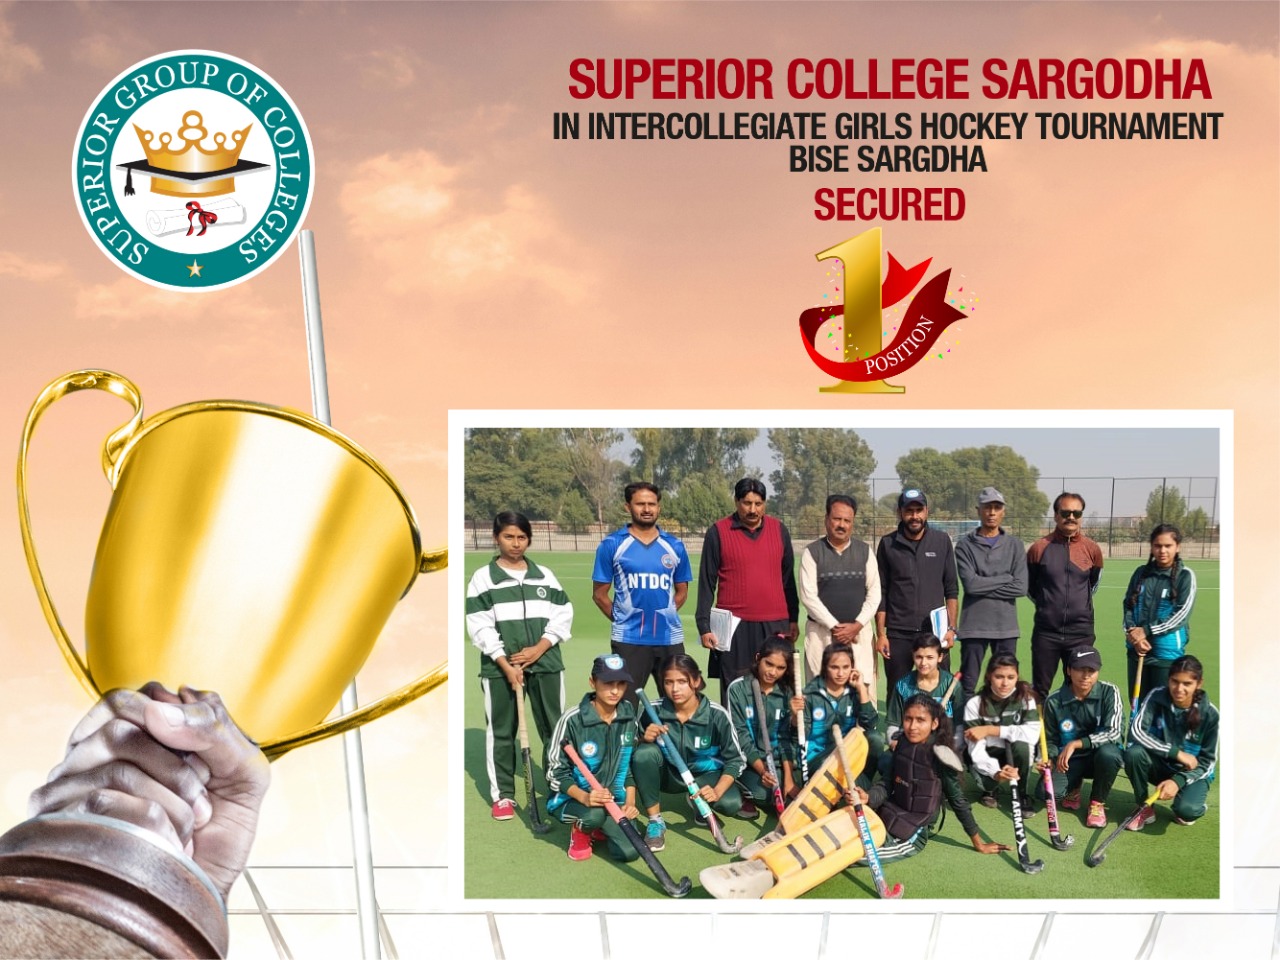 SUPERIOR GROUP OF COLLEGES
SUPERIOR COLLEGE SARGODHA
IN INTERCOLLEGIATE GIRLS HOCKEY TOURNAMENT
BISE SARGDHA
SECURED
1
POSITION
NTDC
ARMY